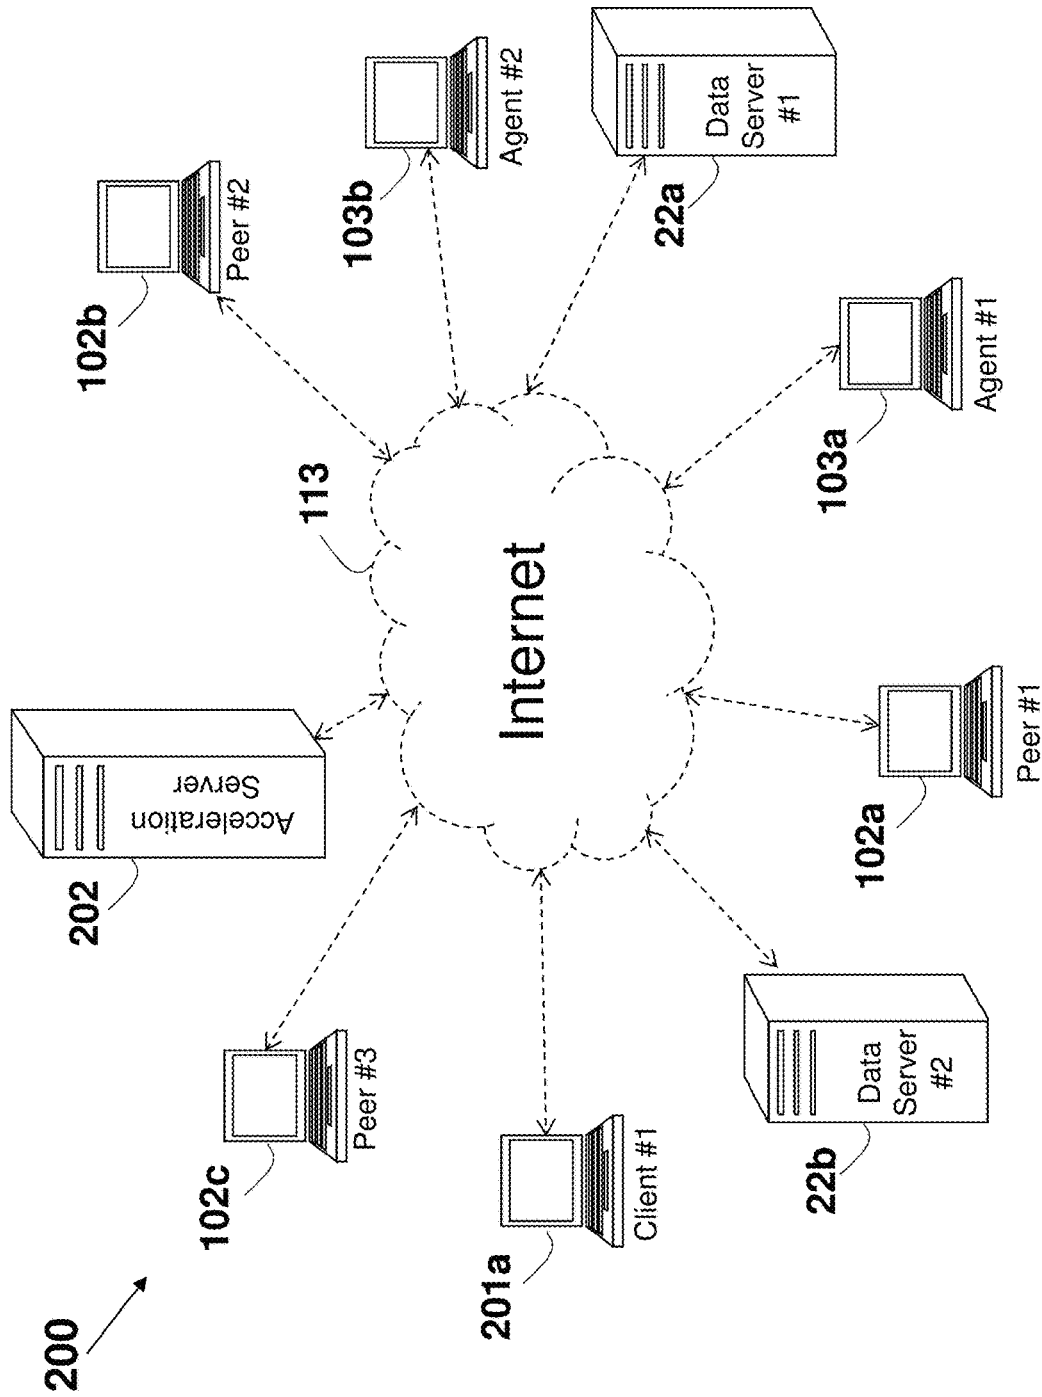 200
202
Acceleration
Server
113
102b
Peer #2
103b
Agent #2
102c
Peer #3
Internet
22a
Data
Server
#1
201a
Client #1
103a
Agent #1
22b
Data
Server
#2
102a
Peer #1